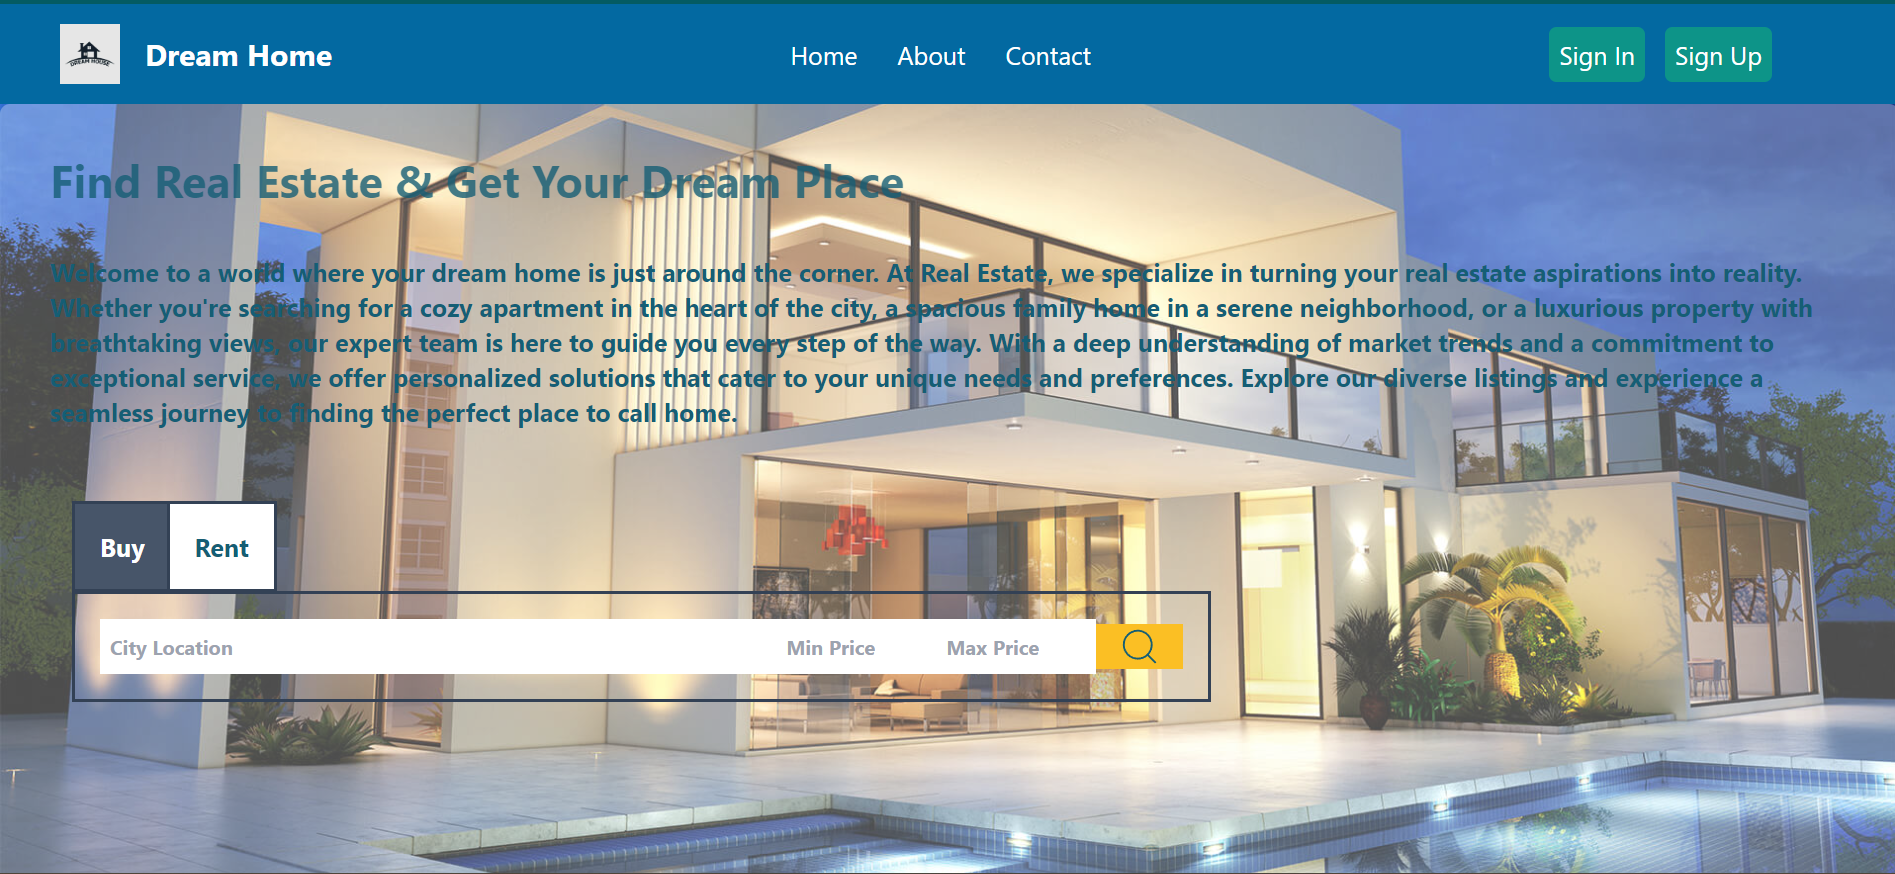 DREAM HOUSE
Dream Home
Home
About
Contact
Sign In
Sign Up
Find Real Estate & Get Your Dream Place
Welcome to a world where your dream home is just around the corner. At Real Estate, we specialize in turning your real estate aspirations into reality.
Whether you're searching for a cozy apartment in the heart of the city, a spacious family home in a serene neighborhood, or a luxurious property with
breathtaking views, our expert team is here to guide you every step of the way. With a deep understanding of market trends and a commitment to
exceptional service, we offer personalized solutions that cater to your unique needs and preferences. Explore our diverse listings and experience a
seamless journey to finding the perfect place to call home.
Buy
Rent
City Location
Min Price
Max Price